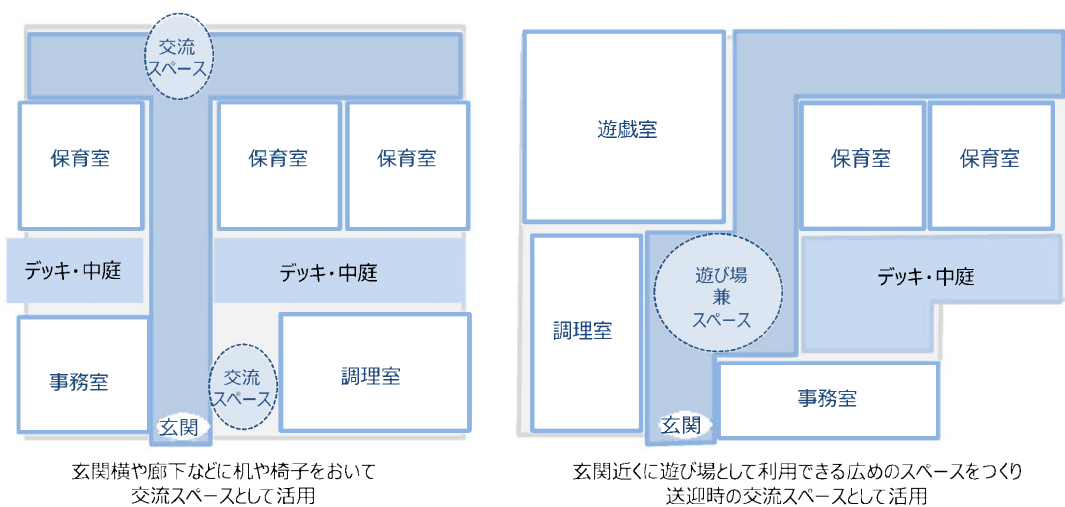 交流
スペース
保育室
保育室
保育室
デッキ・中庭
デッキ・中庭
事務室
交流
スペース
調理室
玄関
玄関横や廊下などに机や椅子をおいて
交流スペースとして活用
遊戯室
保育室
保育室
遊び場
兼
スペース
デッキ・中庭
調理室
事務室
玄関
玄関近くに遊び場として利用できる広めのスペースをつくり
送迎時の交流スペースとして活用